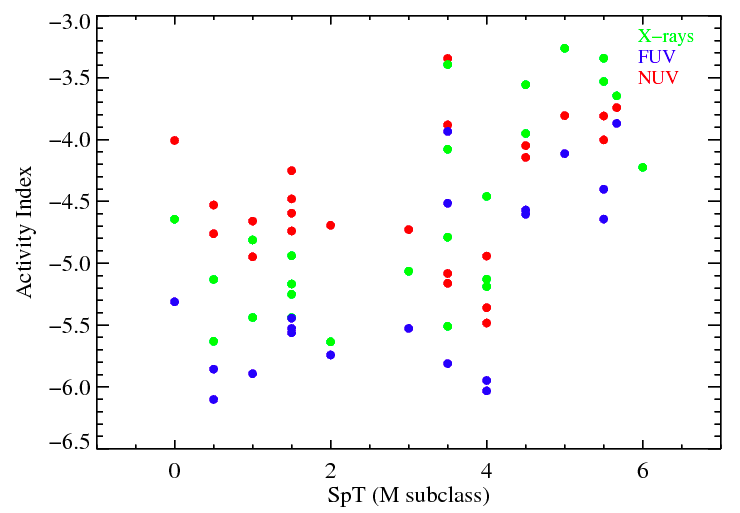 −3.0
−3.5
−4.0
−4.5
−5.0
−5.5
−6.0
−6.5
Activity Index
X−rays
FUV
NUV
0 2 4 6
SpT (M subclass)